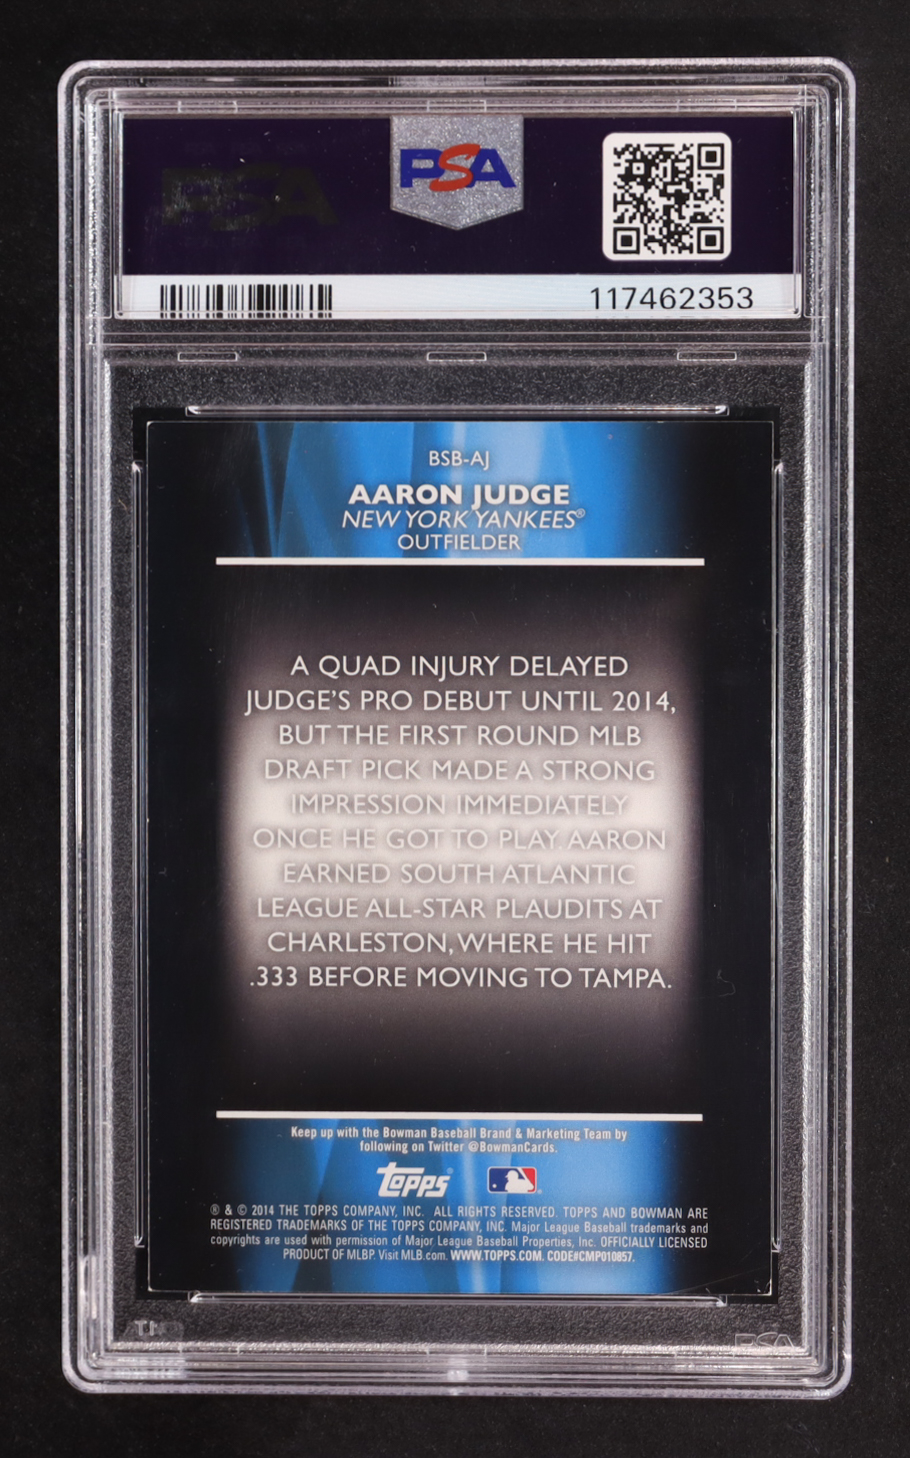 PSA
PSA
117462353
BSB-AJ
AARON JUDGE
NEW YORK YANKEES®
OUTFIELDER
A QUAD INJURY DELAYED
JUDGE'S PRO DEBUT UNTIL 2014,
BUT THE FIRST ROUND MLB
DRAFT PICK MADE A STRONG
IMPRESSION IMMEDIATELY
ONCE HE GOT TO PLAY. AARON
EARNED SOUTH ATLANTIC
LEAGUE ALL-STAR PLAUDITS AT
CHARLESTON, WHERE HE HIT
.333 BEFORE MOVING TO TAMPA.
Keep up with the Bowman Baseball Brand & Marketing Team by
following on Twitter @BowmanCards.
Topps®
® & © 2014 THE TOPPS COMPANY, INC. ALL RIGHTS RESERVED. TOPPS AND BOWMAN ARE
REGISTERED TRADEMARKS OF THE TOPPS COMPANY, INC. Major League Baseball trademarks and
copyrights are used with permission of Major League Baseball Properties, Inc. OFFICIALLY LICENSED
PRODUCT OF MLBP. Visit MLB.com. WWW.TOPPS.COM. CODE#CMP010857.
PSA